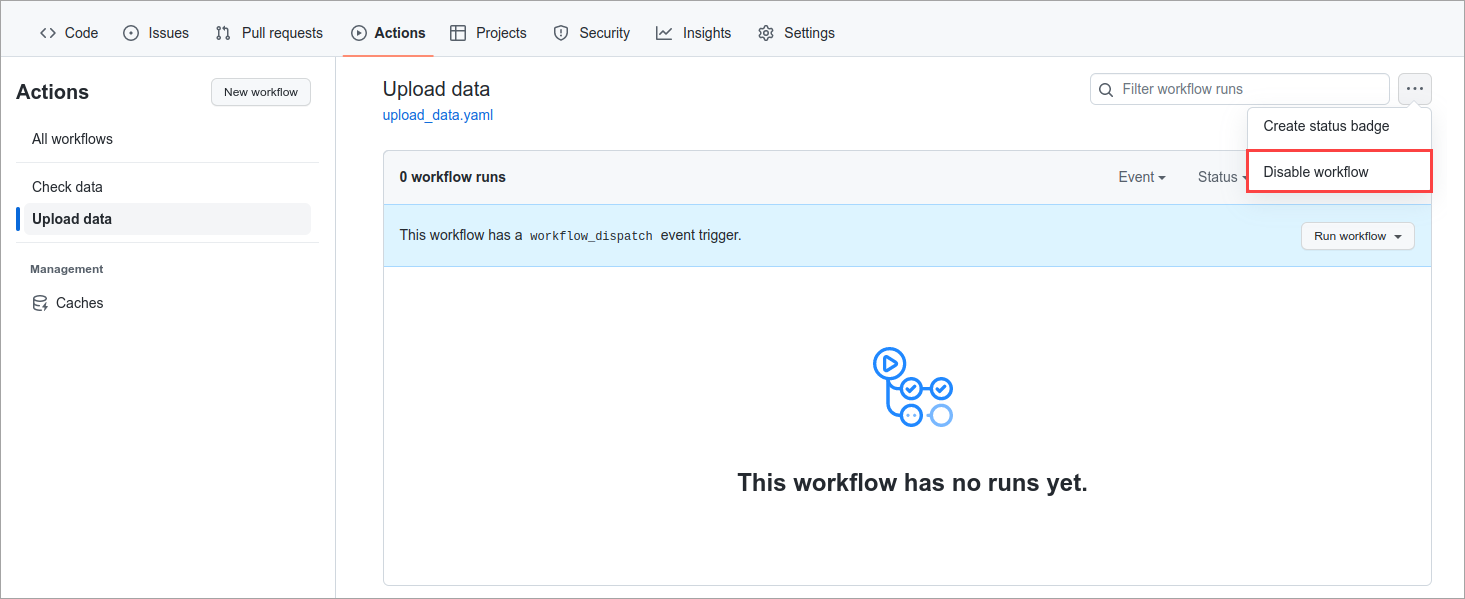 Code Issues Pull requests Actions Projects Security Insights Settings
Actions
New workflow
All workflows
Check data
Upload data
Management
Caches
Upload data
upload_data.yaml
Filter workflow runs
Create status badge
Disable workflow
0 workflow runs
Event
Status
This workflow has a workflow_dispatch event trigger.
Run workflow
This workflow has no runs yet.